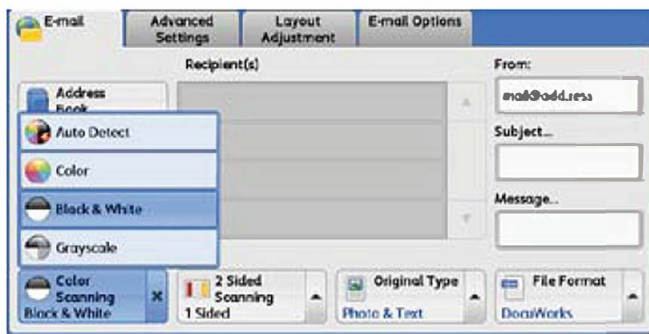 E-mail
Advanced
Settings
Layout
Adjustment
E-mail Options
Recipient(s)
From:
Address
Book
mail@add.ress
Auto Detect
Subject...
Color
Black & White
Message...
Grayscale
Color
Scanning
Black & White
2 Sided
Scanning
1 Sided
Original Type
Photo & Text
File Format
DocuWorks